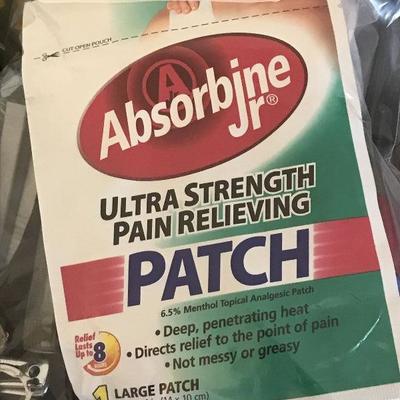 CUT OPEN POUCH
A
Absorbine
Jr®
ULTRA STRENGTH
PAIN RELIEVING
PATCH
6.5% Menthol Topical Analgesic Patch
• Deep, penetrating heat
• Directs relief to the point of pain
• Not messy or greasy
Relief
Lasts
Up to
8
1 LARGE PATCH
x 10 cm)